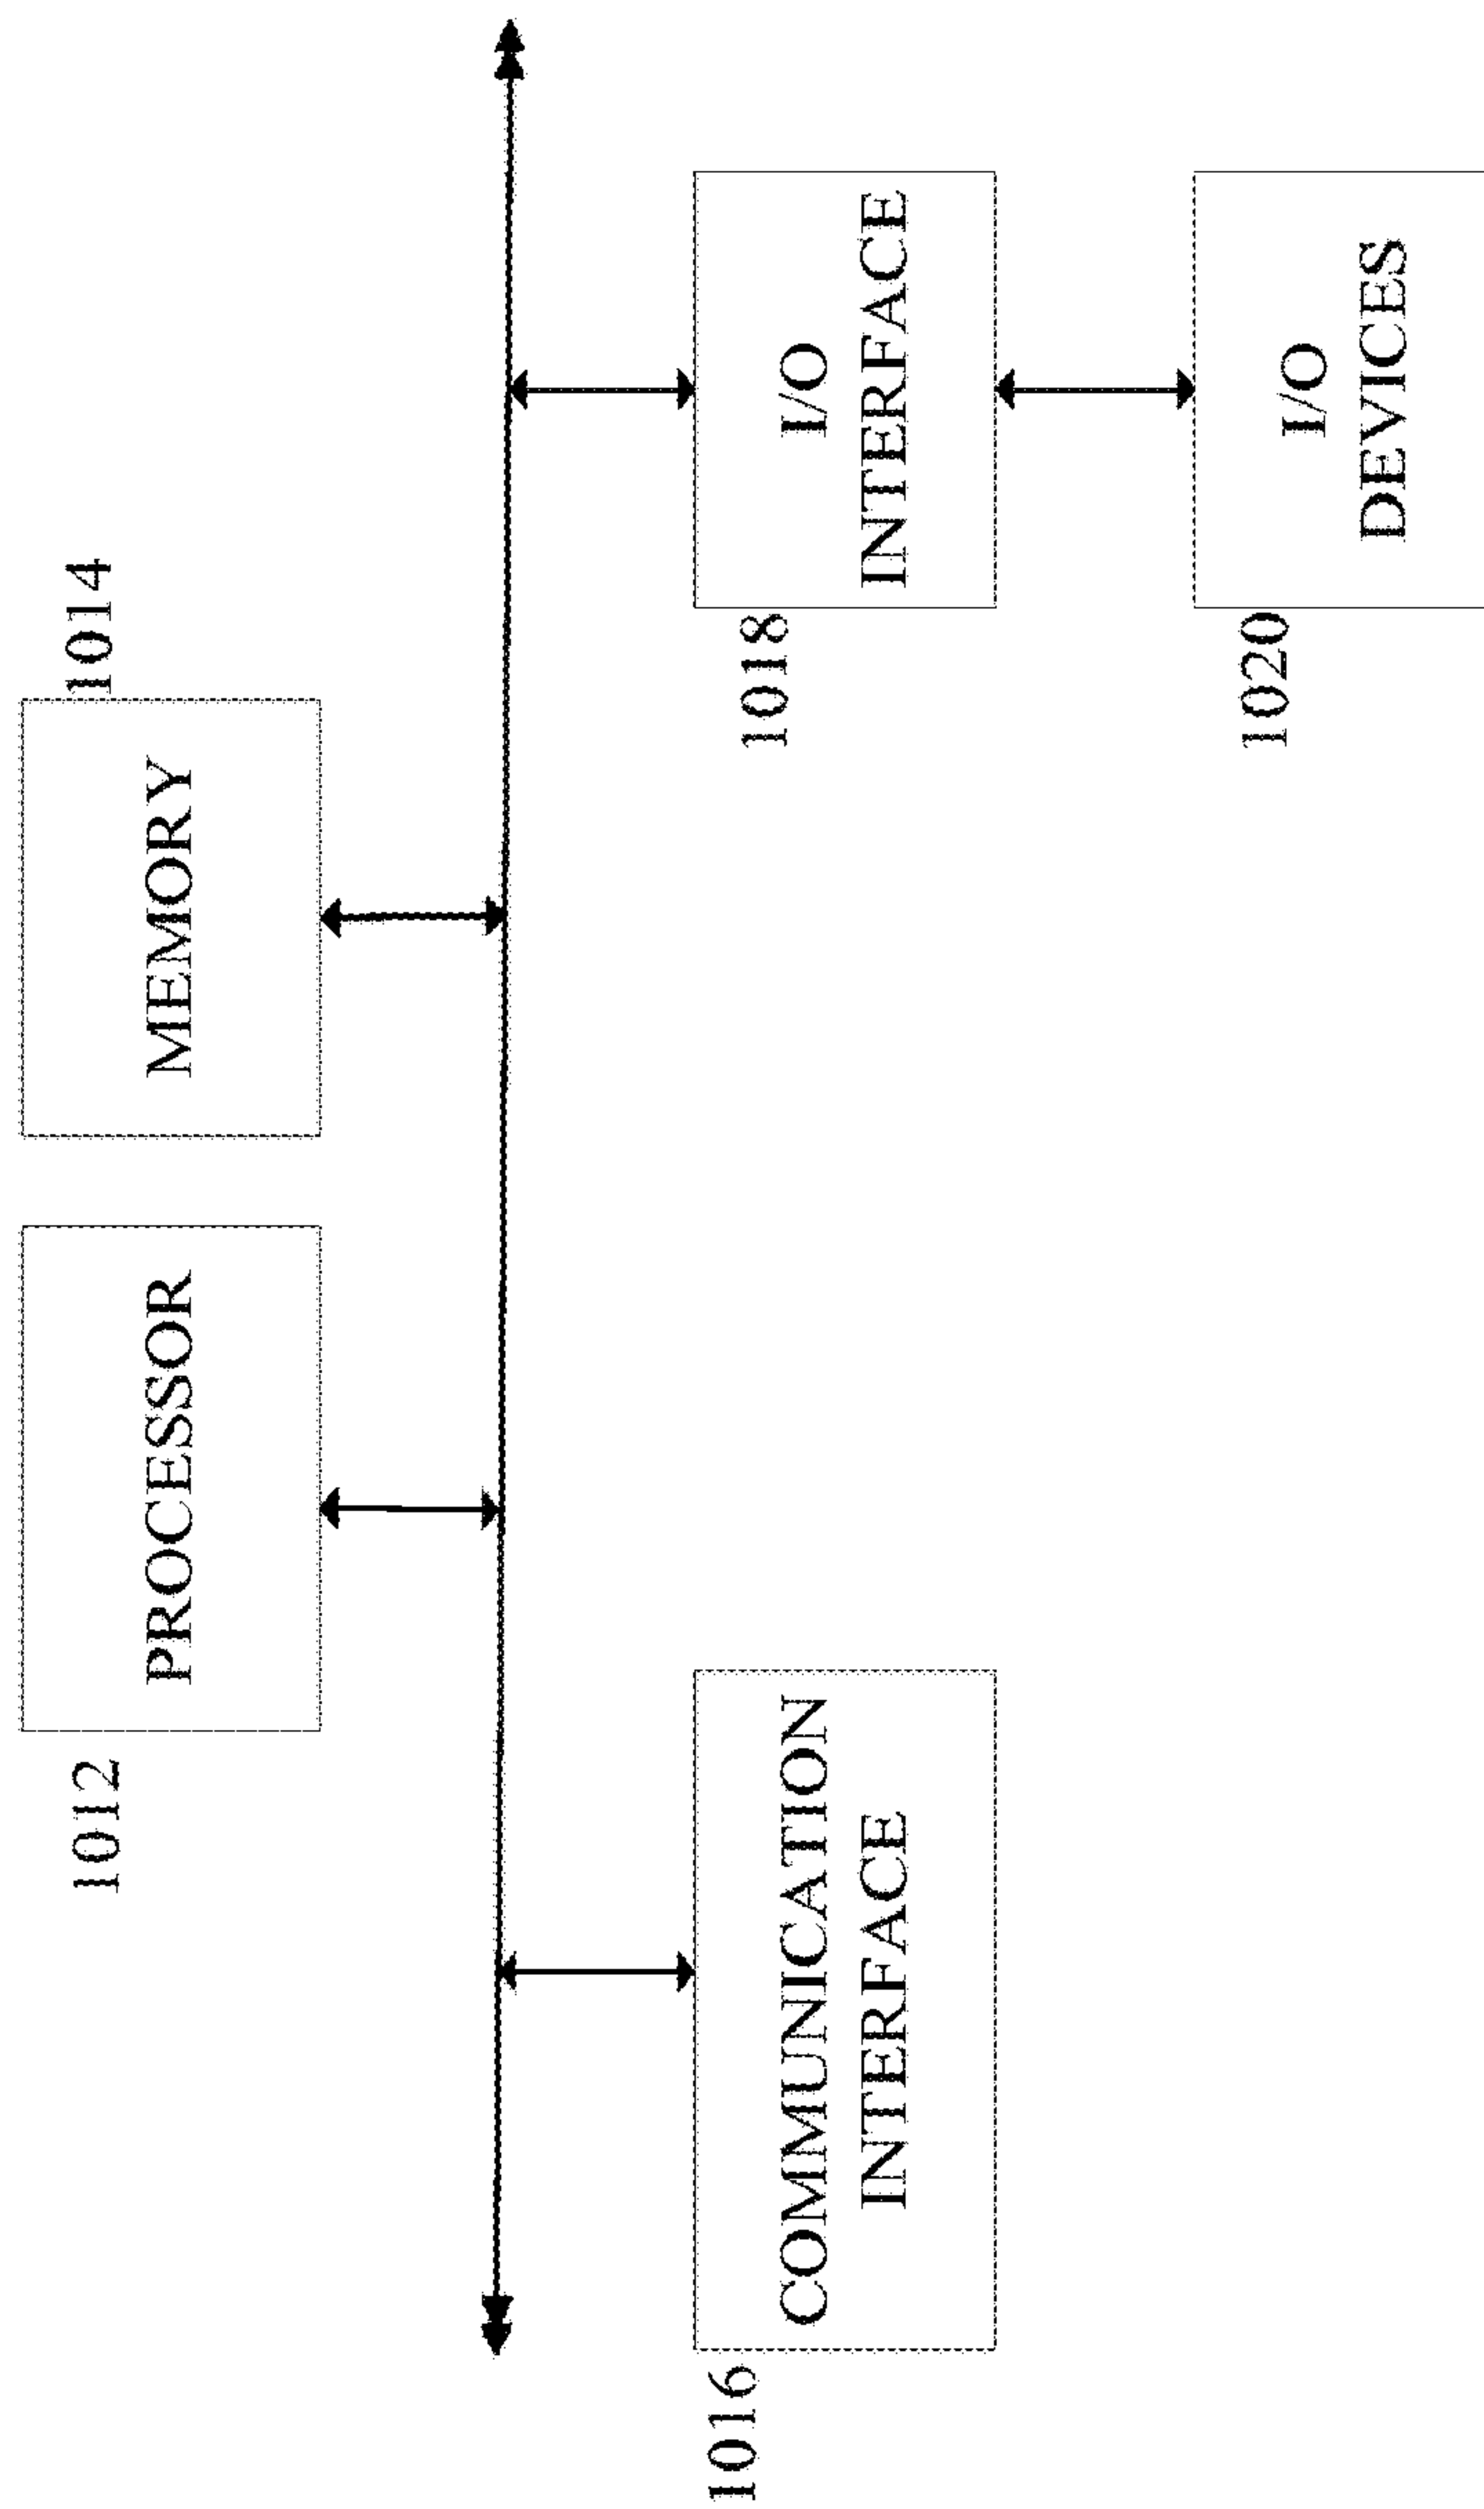 1012
PROCESSOR
MEMORY
1014
1016
COMMUNICATION
INTERFACE
1018
I/O
INTERFACE
1020
I/O
DEVICES